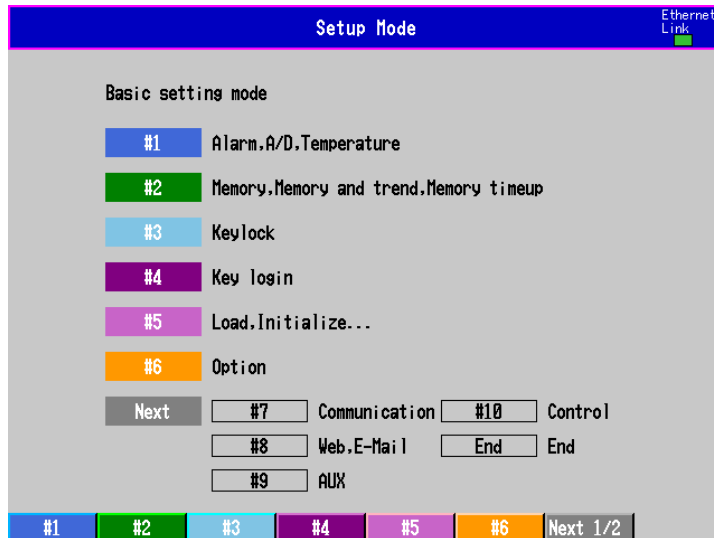 Setup Mode
Ethernet
Link
Basic setting mode
#1 Alarm,A/D,Temperature
#2 Memory,Memory and trend,Memory timeup
#3 Keylock
#4 Key login
#5 Load,Initialize...
#6 Option
Next #7 Communication #10 Control
#8 Web,E-Mail End End
#9 AUX
#1 #2 #3 #4 #5 #6 Next 1/2